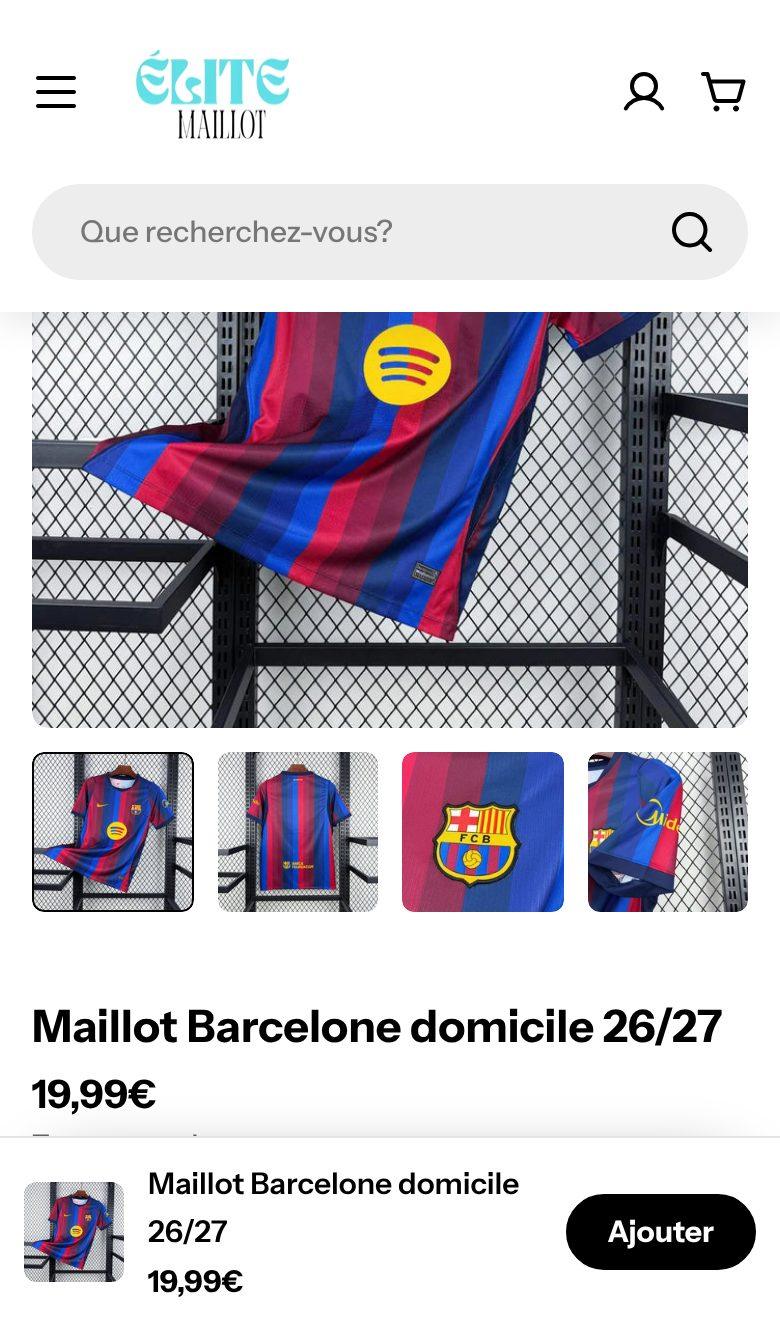 ÉLITE
MAILLOT
Que recherchez-vous?
FCB
Mide
Maillot Barcelone domicile 26/27
19,99€
Maillot Barcelone domicile
26/27
19,99€
Ajouter